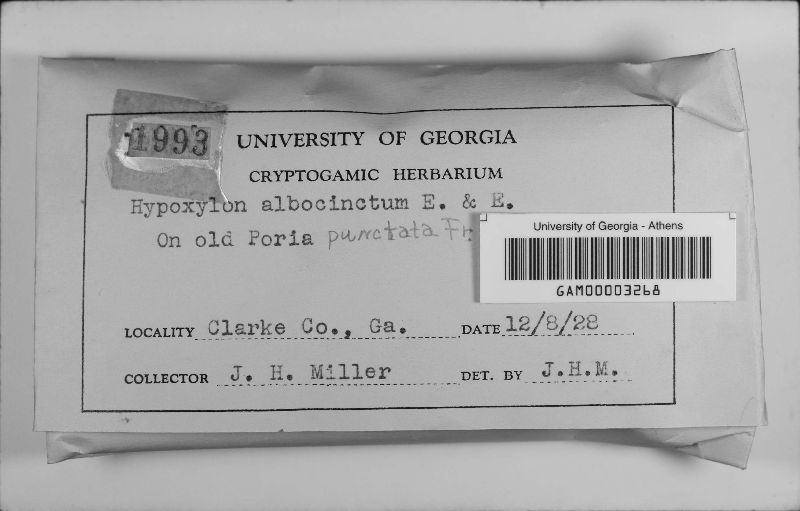 1993
UNIVERSITY OF GEORGIA
CRYPTOGAMIC HERBARIUM
Hypoxylon albocinctum E. & E.
On old Poria punctata Fr
University of Georgia - Athens
GAM00003268
LOCALITY Clarke Co., Ga. DATE 12/8/28
COLLECTOR J. H. Miller DET. BY J.H.M.